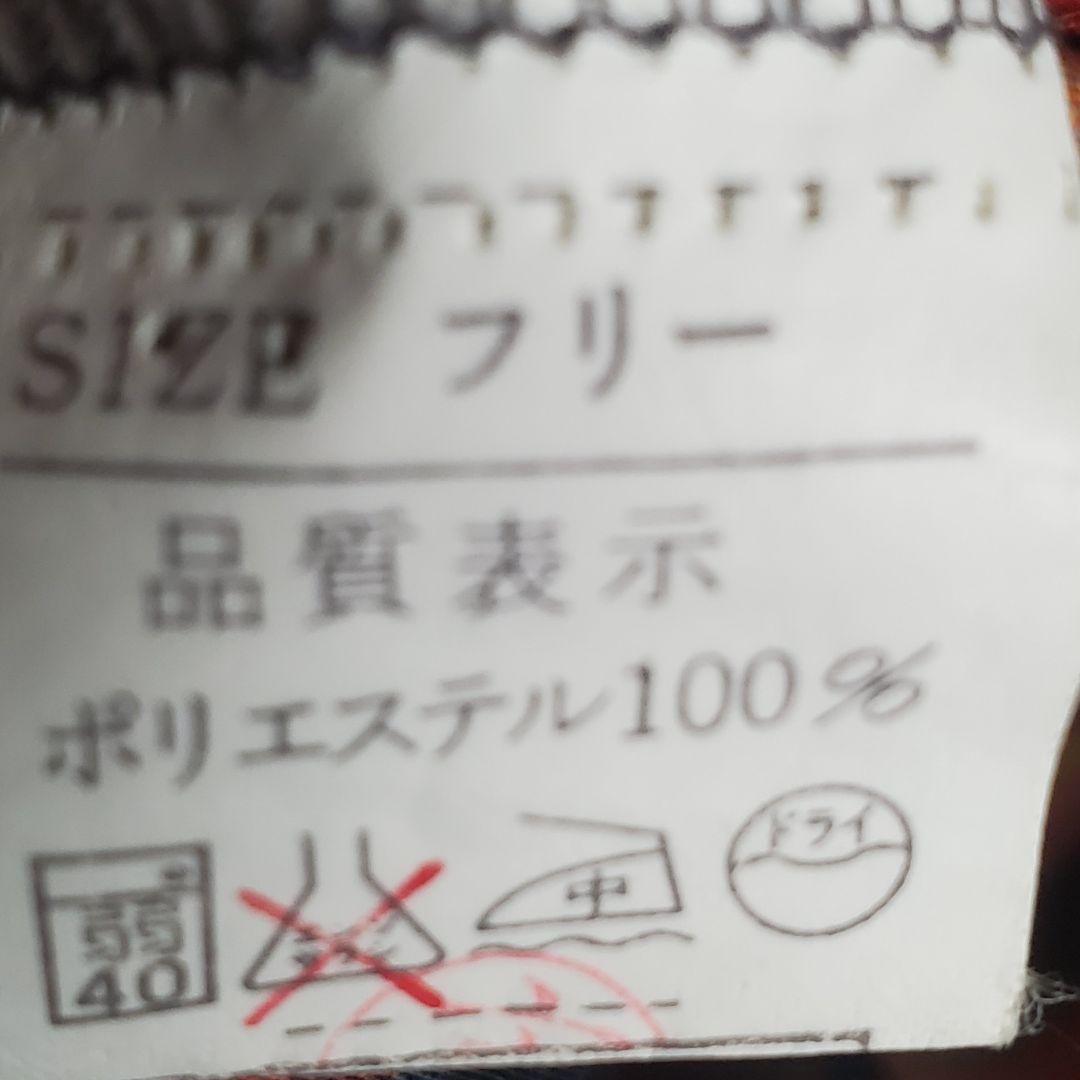 SIZE フリー
品質表示
ポリエステル100%
弱
40
中
ドライ